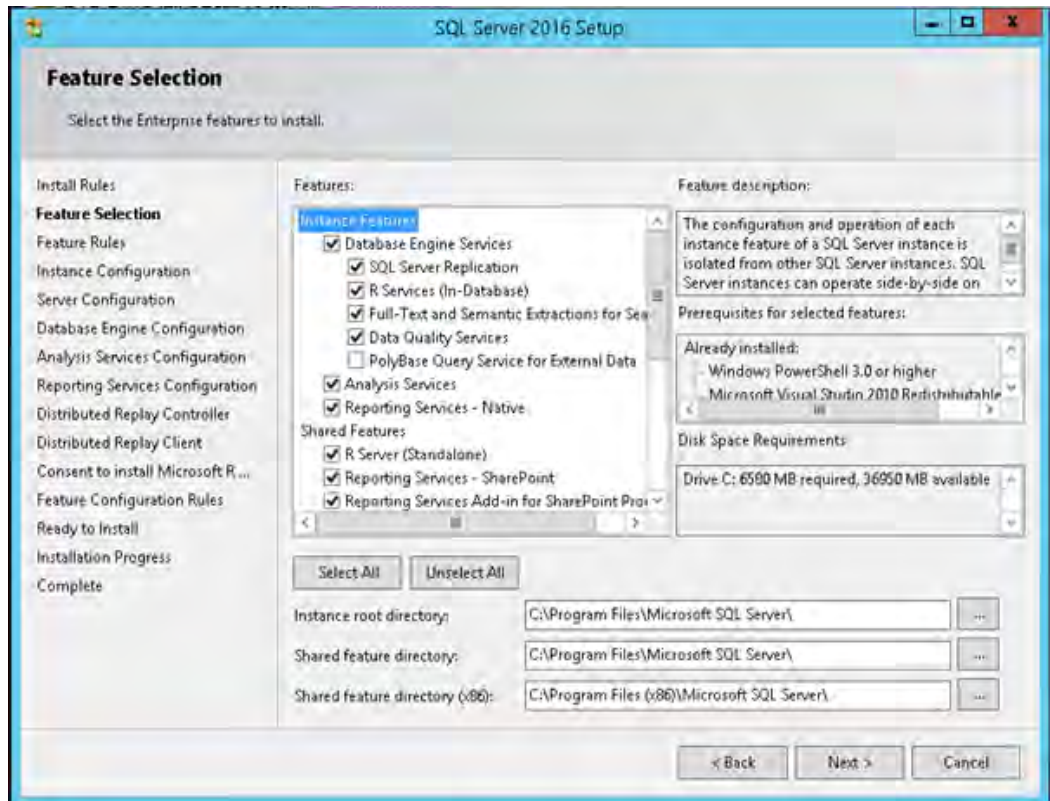 SQL Server 2016 Setup
Feature Selection
Select the Enterprise features to install.
Install Rules
Feature Selection
Feature Rules
Instance Configuration
Server Configuration
Database Engine Configuration
Analysis Services Configuration
Reporting Services Configuration
Distributed Replay Controller
Distributed Replay Client
Consent to install Microsoft R ...
Feature Configuration Rules
Ready to Install
Installation Progress
Complete
Features:
Instance Features
Database Engine Services
SQL Server Replication
R Services (In-Database)
Full-Text and Semantic Extractions for Sea
Data Quality Services
PolyBase Query Service for External Data
Analysis Services
Reporting Services - Native
Shared Features
R Server (Standalone)
Reporting Services - SharePoint
Reporting Services Add-in for SharePoint Pro
Select All
Unselect All
Feature description:
The configuration and operation of each
instance feature of a SQL Server instance is
isolated from other SQL Server instances. SQL
Server instances can operate side-by-side on
Prerequisites for selected features:
Already installed:
Windows PowerShell 3.0 or higher
Microsoft Visual Studio 2010 Redistributable
Disk Space Requirements
Drive C: 6580 MB required, 36950 MB available
Instance root directory:
C:\Program Files\Microsoft SQL Server\
...
Shared feature directory:
C:\Program Files\Microsoft SQL Server\
...
Shared feature directory (x86):
C:\Program Files (x86)\Microsoft SQL Server\
...
< Back
Next >
Cancel